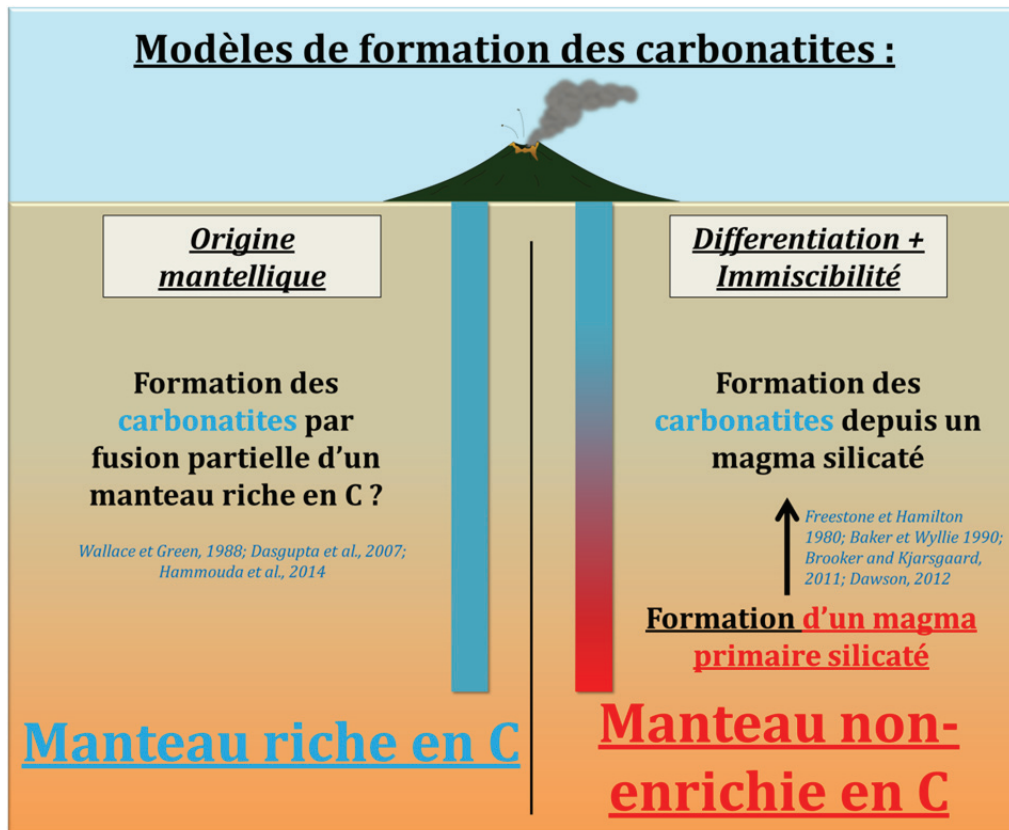 Modèles de formation des carbonatites :
Origine
mantellique
Formation des
carbonatites par
fusion partielle d'un
manteau riche en C ?
Wallace et Green, 1988; Dasgupta et al., 2007;
Hammouda et al., 2014
Manteau riche en C
Differentiation +
Immiscibilité
Formation des
carbonatites depuis un
magma silicaté
Freestone et Hamilton
1980; Baker et Wyllie 1990;
Brooker and Kjarsgaard,
2011; Dawson, 2012
Formation d'un magma
primaire silicaté
Manteau non-
enrichie en C